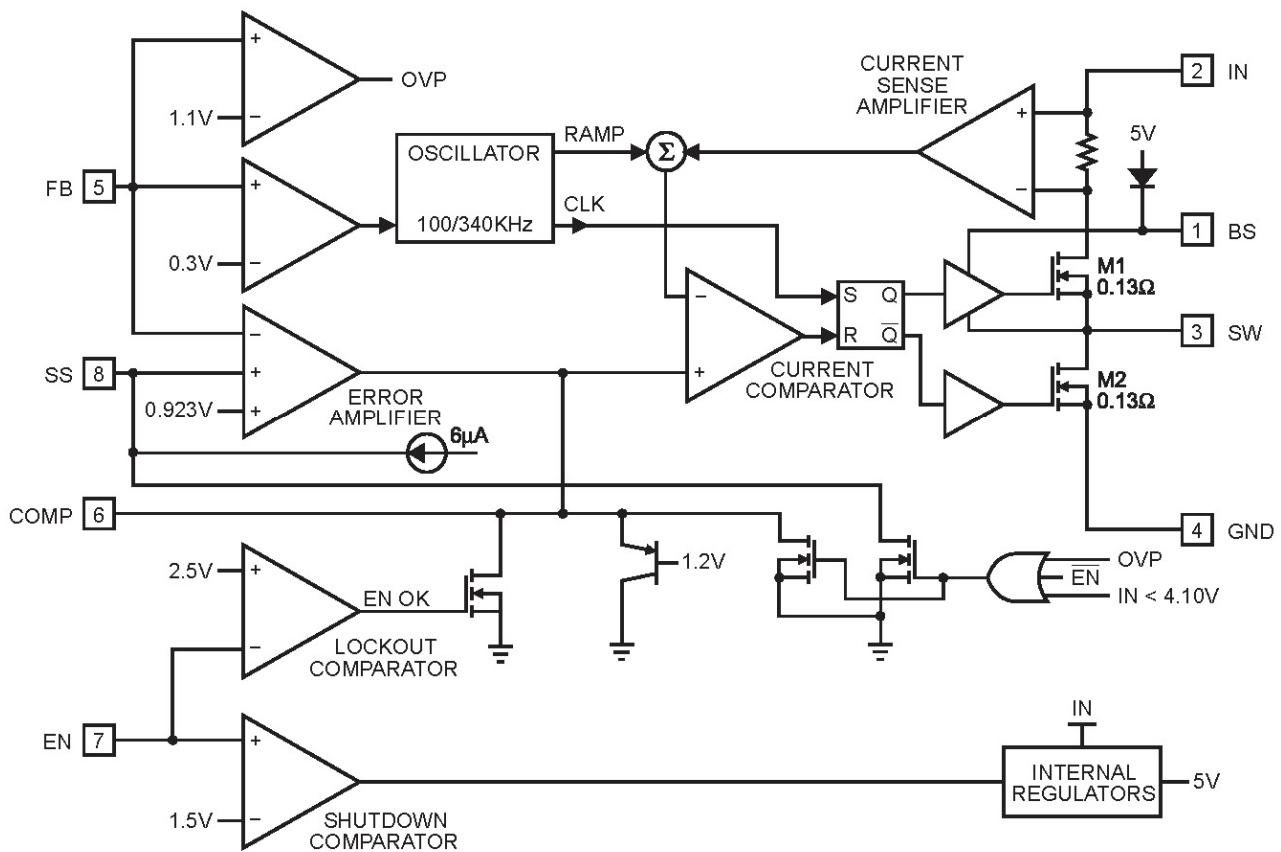 +
OVP
1.1V
−
CURRENT
SENSE
AMPLIFIER
2 IN
+
5V
−
OSCILLATOR
100/340KHz
RAMP
Σ
CLK
FB 5
+
0.3V
−
1 BS
M1
0.13Ω
−
+
CURRENT
COMPARATOR
S Q
R Q̅
3 SW
M2
0.13Ω
SS 8
−
+
0.923V
+
ERROR
AMPLIFIER
6µA
COMP 6
4 GND
2.5V
+
−
EN OK
LOCKOUT
COMPARATOR
1.2V
OVP
E̅N̅
IN < 4.10V
EN 7
+
1.5V
−
SHUTDOWN
COMPARATOR
IN
INTERNAL
REGULATORS
5V